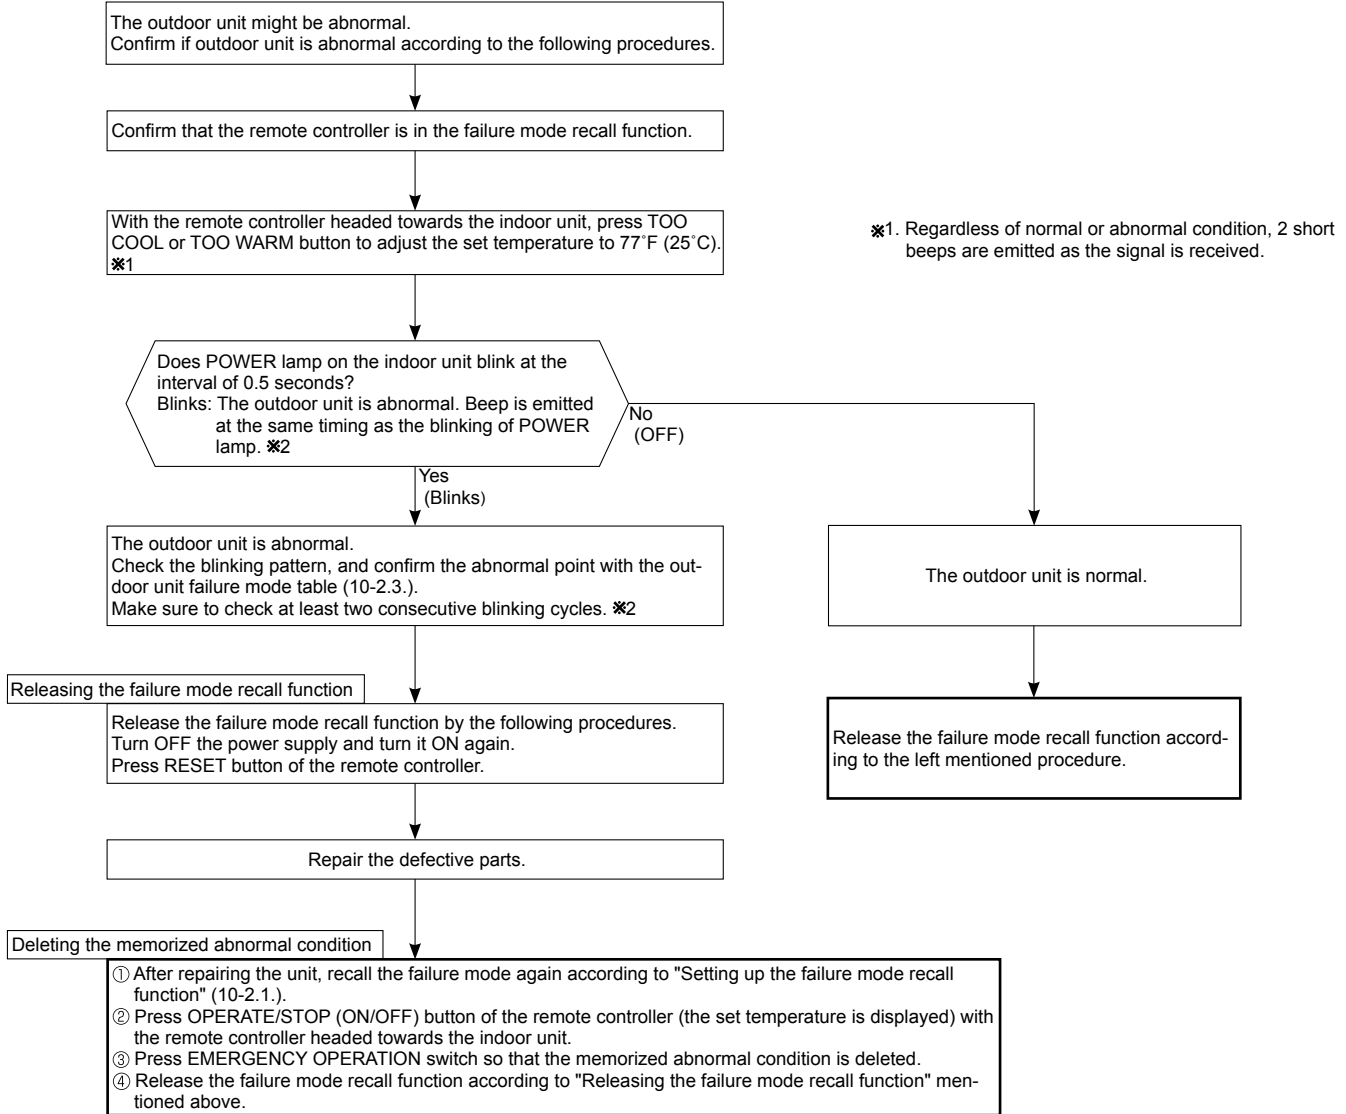 The outdoor unit might be abnormal.
Confirm if outdoor unit is abnormal according to the following procedures.
Confirm that the remote controller is in the failure mode recall function.
With the remote controller headed towards the indoor unit, press TOO
COOL or TOO WARM button to adjust the set temperature to 77˚F (25˚C).
※1
※1. Regardless of normal or abnormal condition, 2 short
beeps are emitted as the signal is received.
Does POWER lamp on the indoor unit blink at the
interval of 0.5 seconds?
Blinks: The outdoor unit is abnormal. Beep is emitted
at the same timing as the blinking of POWER
lamp. ※2
No
(OFF)
Yes
(Blinks)
The outdoor unit is abnormal.
Check the blinking pattern, and confirm the abnormal point with the out-
door unit failure mode table (10-2.3.).
Make sure to check at least two consecutive blinking cycles. ※2
The outdoor unit is normal.
Releasing the failure mode recall function
Release the failure mode recall function by the following procedures.
Turn OFF the power supply and turn it ON again.
Press RESET button of the remote controller.
Release the failure mode recall function accord-
ing to the left mentioned procedure.
Repair the defective parts.
Deleting the memorized abnormal condition
① After repairing the unit, recall the failure mode again according to "Setting up the failure mode recall
function" (10-2.1.).
② Press OPERATE/STOP (ON/OFF) button of the remote controller (the set temperature is displayed) with
the remote controller headed towards the indoor unit.
③ Press EMERGENCY OPERATION switch so that the memorized abnormal condition is deleted.
④ Release the failure mode recall function according to "Releasing the failure mode recall function" men-
tioned above.